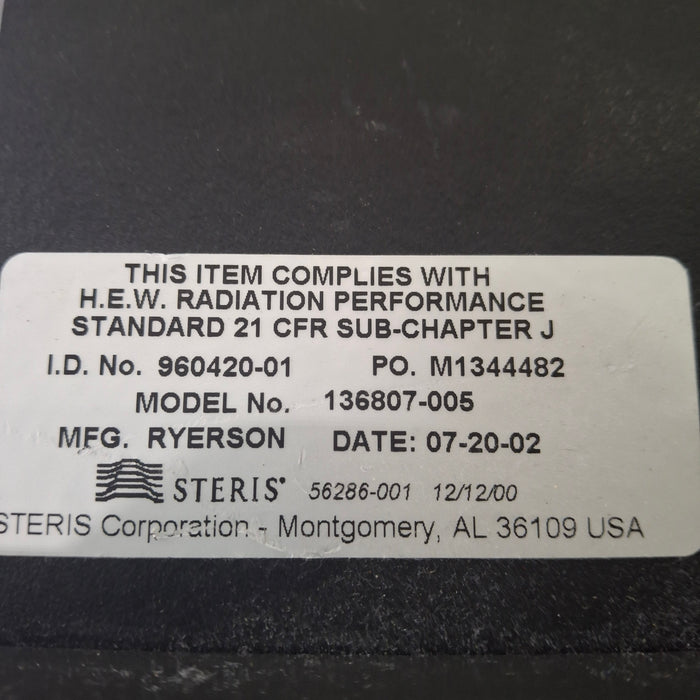 THIS ITEM COMPLIES WITH
H.E.W. RADIATION PERFORMANCE
STANDARD 21 CFR SUB-CHAPTER J
I.D. No. 960420-01 PO. M1344482
MODEL No. 136807-005
MFG. RYERSON DATE: 07-20-02
STERIS® 56286-001 12/12/00
STERIS Corporation - Montgomery, AL 36109 USA